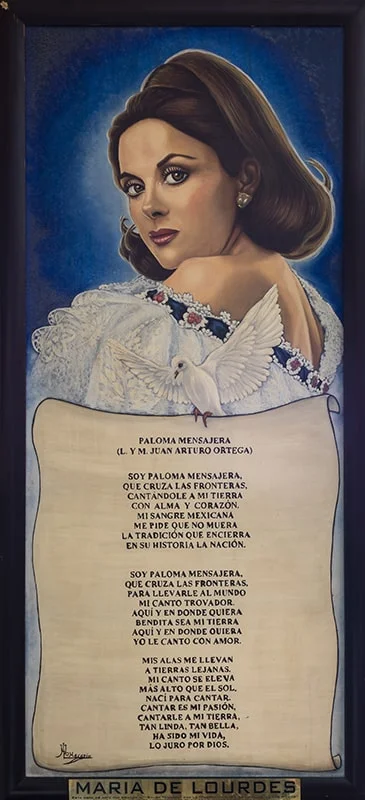 PALOMA MENSAJERA
(L. Y M. JUAN ARTURO ORTEGA)
SOY PALOMA MENSAJERA,
QUE CRUZA LAS FRONTERAS,
CANTÁNDOLE A MI TIERRA
CON ALMA Y CORAZÓN.
MI SANGRE MEXICANA
ME PIDE QUE NO MUERA
LA TRADICIÓN QUE ENCIERRA
EN SU HISTORIA LA NACIÓN.
SOY PALOMA MENSAJERA,
QUE CRUZA LAS FRONTERAS,
PARA LLEVARLE AL MUNDO
MI CANTO TROVADOR.
AQUÍ Y EN DONDE QUIERA
BENDITA SEA MI TIERRA
AQUÍ Y EN DONDE QUIERA
YO LE CANTO CON AMOR.
MIS ALAS ME LLEVAN
A TIERRAS LEJANAS.
MI CANTO SE ELEVA
MÁS ALTO QUE EL SOL.
NACÍ PARA CANTAR.
CANTAR ES MI PASIÓN,
CANTARLE A MI TIERRA,
TAN LINDA, TAN BELLA,
HA SIDO MI VIDA,
LO JURO POR DIOS.
MARIA DE LOURDES